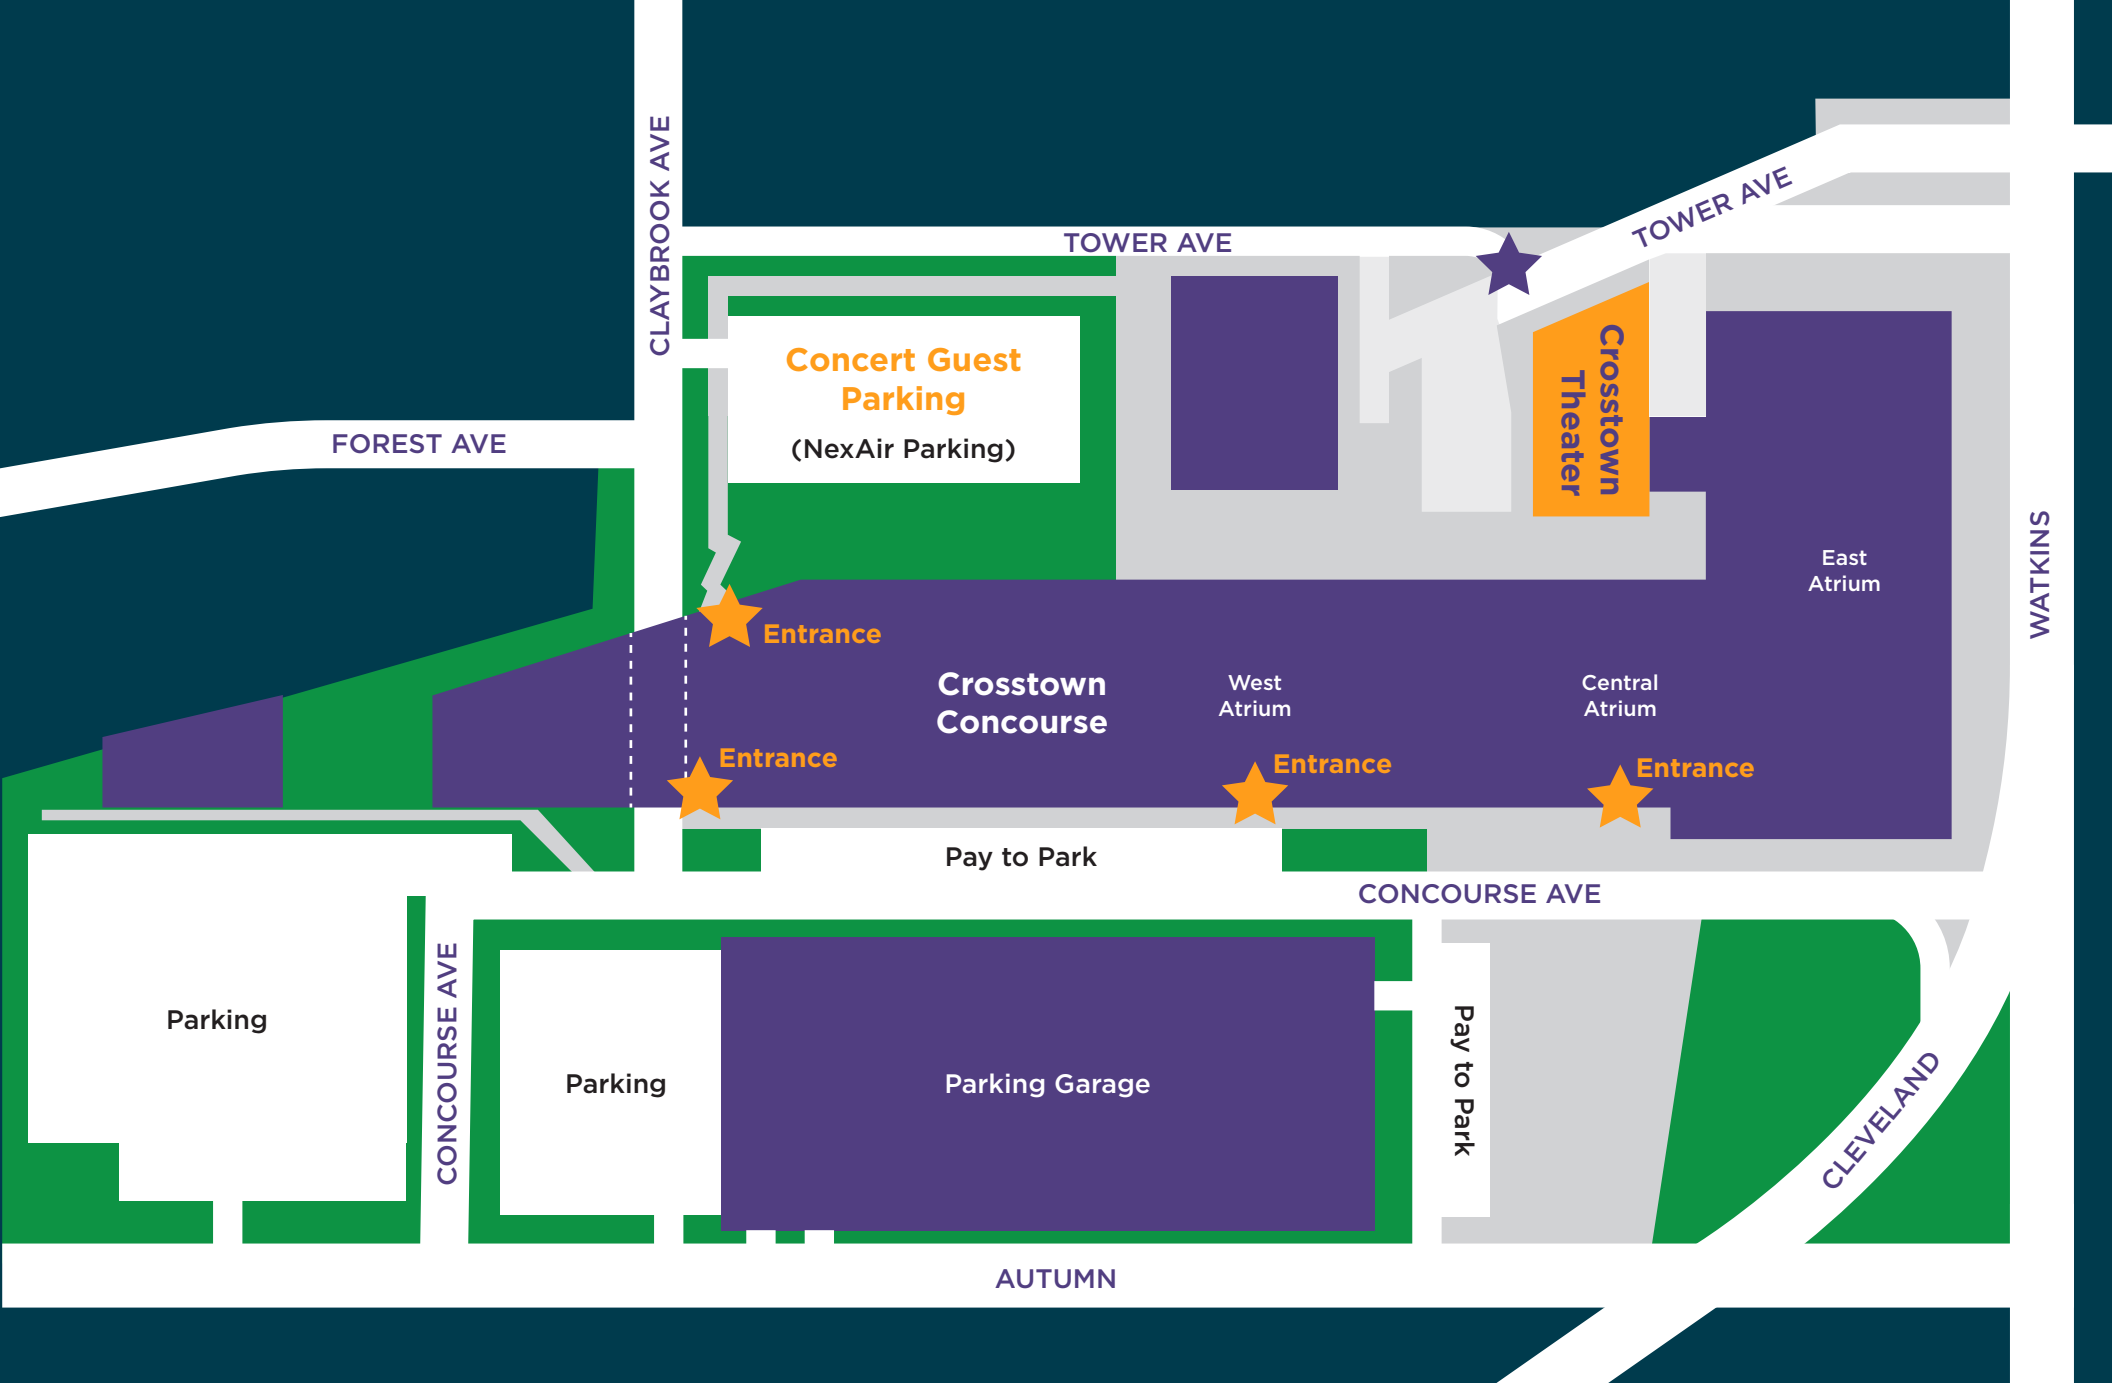 CLAYBROOK AVE
TOWER AVE
TOWER AVE
Concert Guest
Parking
(NexAir Parking)
Crosstown
Theater
FOREST AVE
WATKINS
East
Atrium
Entrance
Crosstown
Concourse
West
Atrium
Central
Atrium
Entrance
Entrance
Entrance
Pay to Park
CONCOURSE AVE
Parking
CONCOURSE AVE
Parking
Parking Garage
Pay to Park
CLEVELAND
AUTUMN